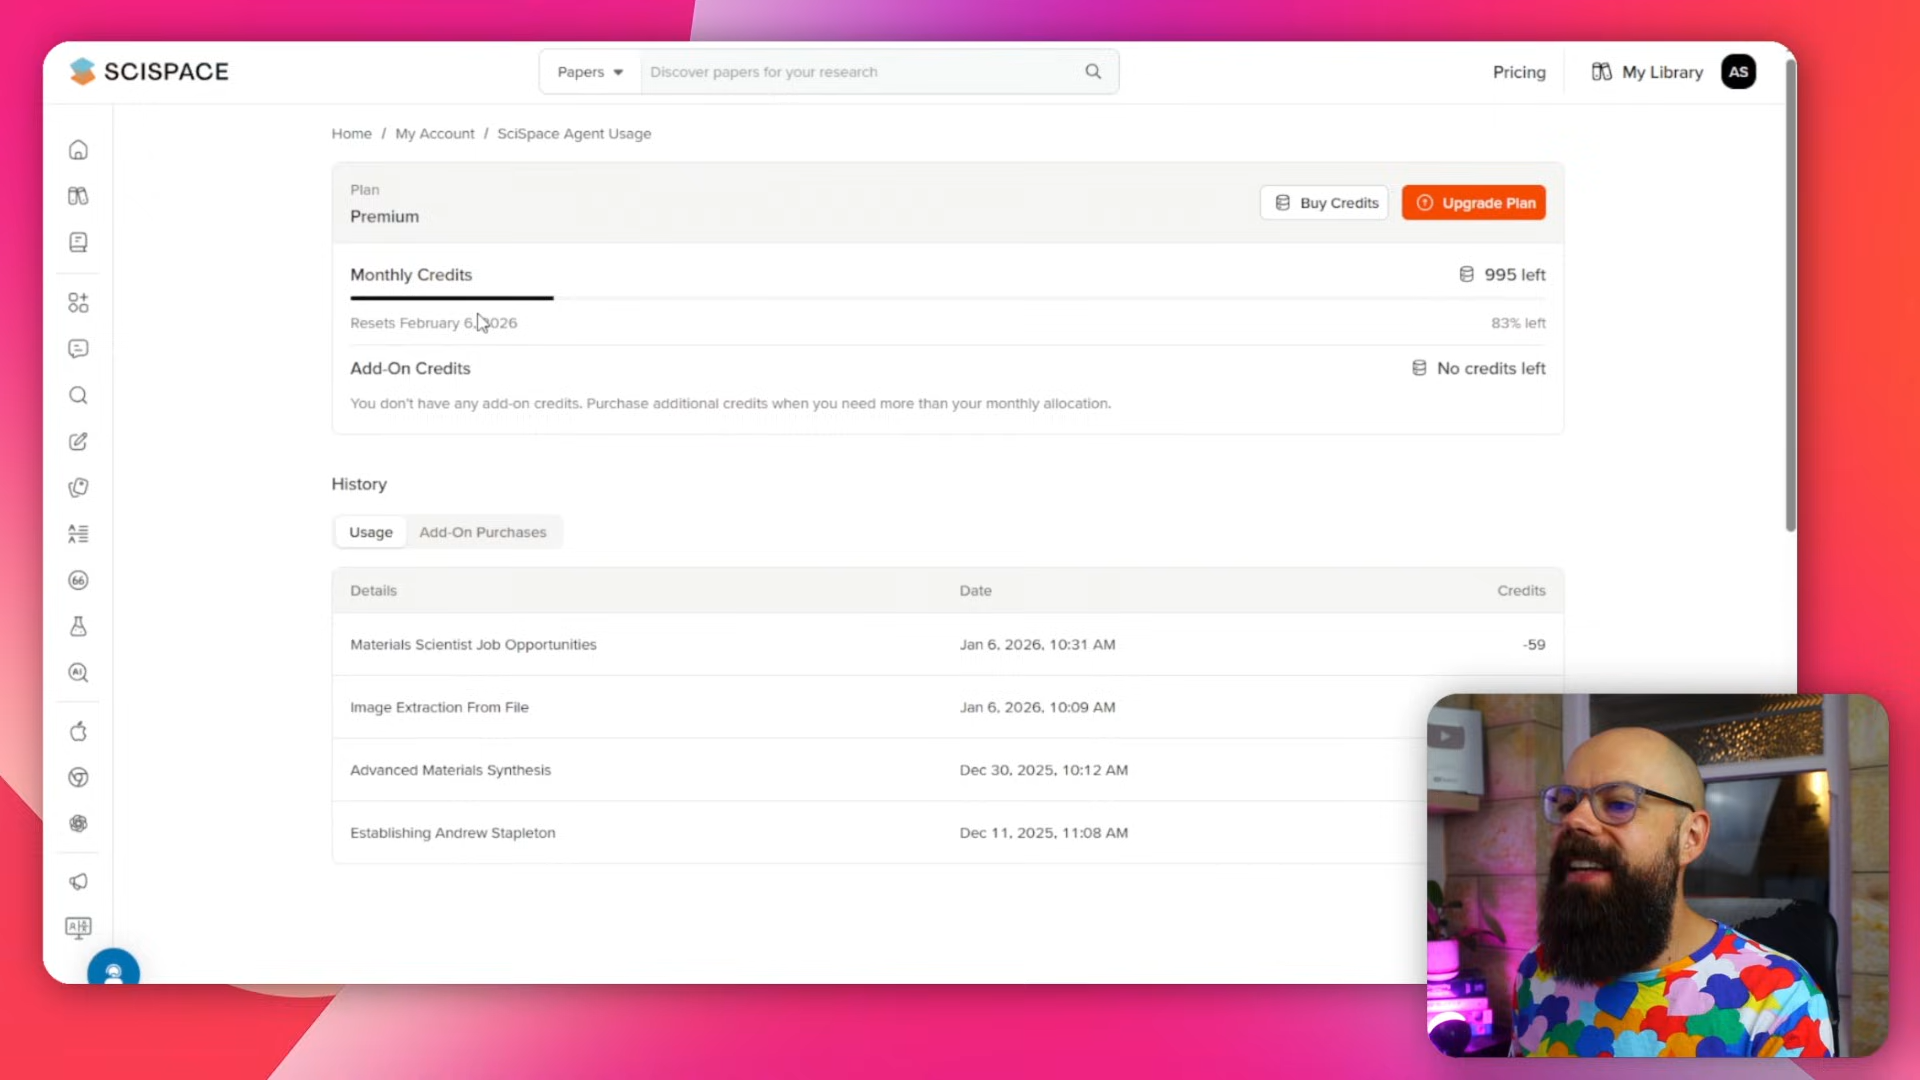 SCISPACE
Papers
Discover papers for your research
Pricing
My Library
AS
Home / My Account / SciSpace Agent Usage
Plan
Premium
Buy Credits
Upgrade Plan
Monthly Credits
995 left
Resets February 6, 2026
83% left
Add-On Credits
No credits left
You don't have any add-on credits. Purchase additional credits when you need more than your monthly allocation.
History
Usage
Add-On Purchases
Details
Date
Credits
Materials Scientist Job Opportunities
Jan 6, 2026, 10:31 AM
-59
Image Extraction From File
Jan 6, 2026, 10:09 AM
Advanced Materials Synthesis
Dec 30, 2025, 10:12 AM
Establishing Andrew Stapleton
Dec 11, 2025, 11:08 AM